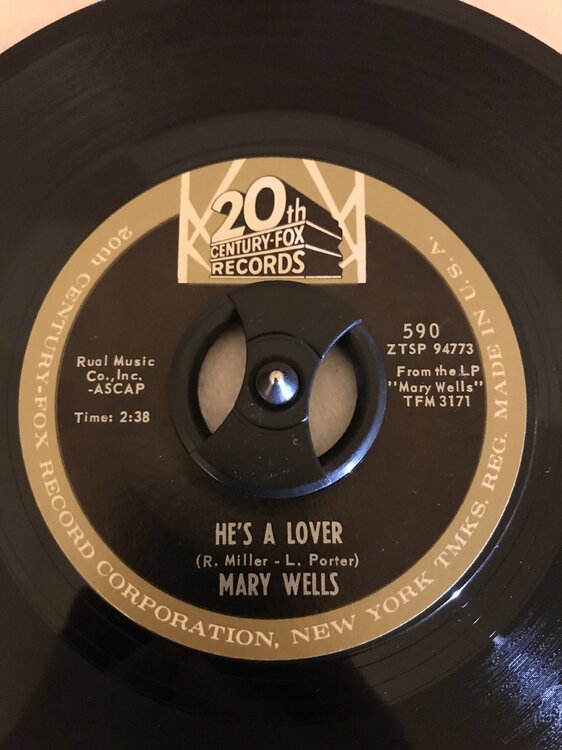 20th
CENTURY-FOX
RECORDS
20th CENTURY-FOX RECORD CORPORATION, NEW YORK TMKS. REG. MADE IN U.S.A.
Rual Music
Co., Inc.
-ASCAP
Time: 2:38
590
ZTSP 94773
From the LP
"Mary Wells"
TFM 3171
HE'S A LOVER
(R. Miller - L. Porter)
MARY WELLS